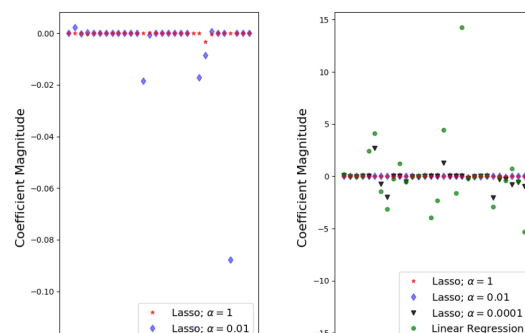 0.00
−0.02
−0.04
−0.06
−0.08
−0.10
Coefficient Magnitude
Lasso; α = 1
Lasso; α = 0.01
15
10
5
0
−5
−10
−15
Coefficient Magnitude
Lasso; α = 1
Lasso; α = 0.01
Lasso; α = 0.0001
Linear Regression